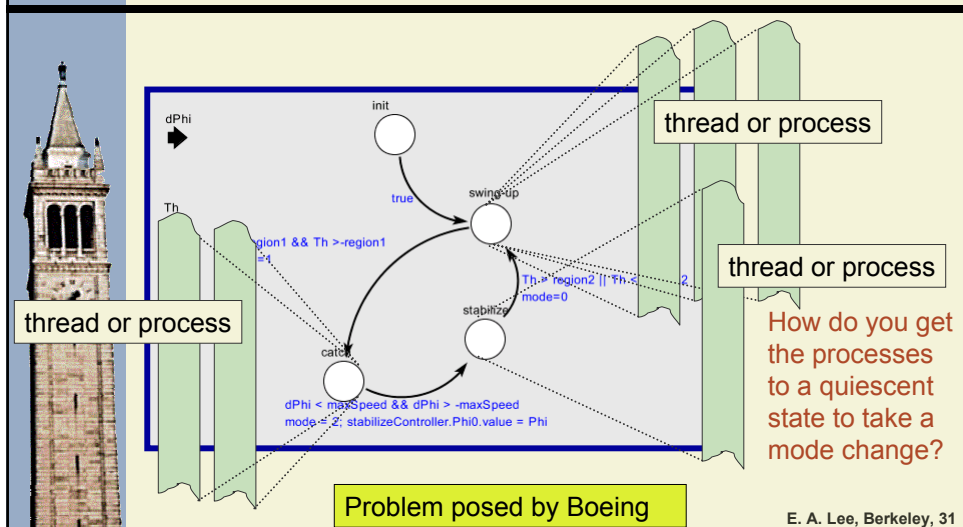 dPhi
init
thread or process
true
swing-up
Th
gion1 && Th >-region1
=1
thread or process
Th > region2 || Th < 2
mode=0
thread or process
stabilize
How do you get
the processes
to a quiescent
state to take a
mode change?
catch
dPhi < maxSpeed && dPhi > -maxSpeed
mode = 2; stabilizeController.Phi0.value = Phi
Problem posed by Boeing
E. A. Lee, Berkeley, 31